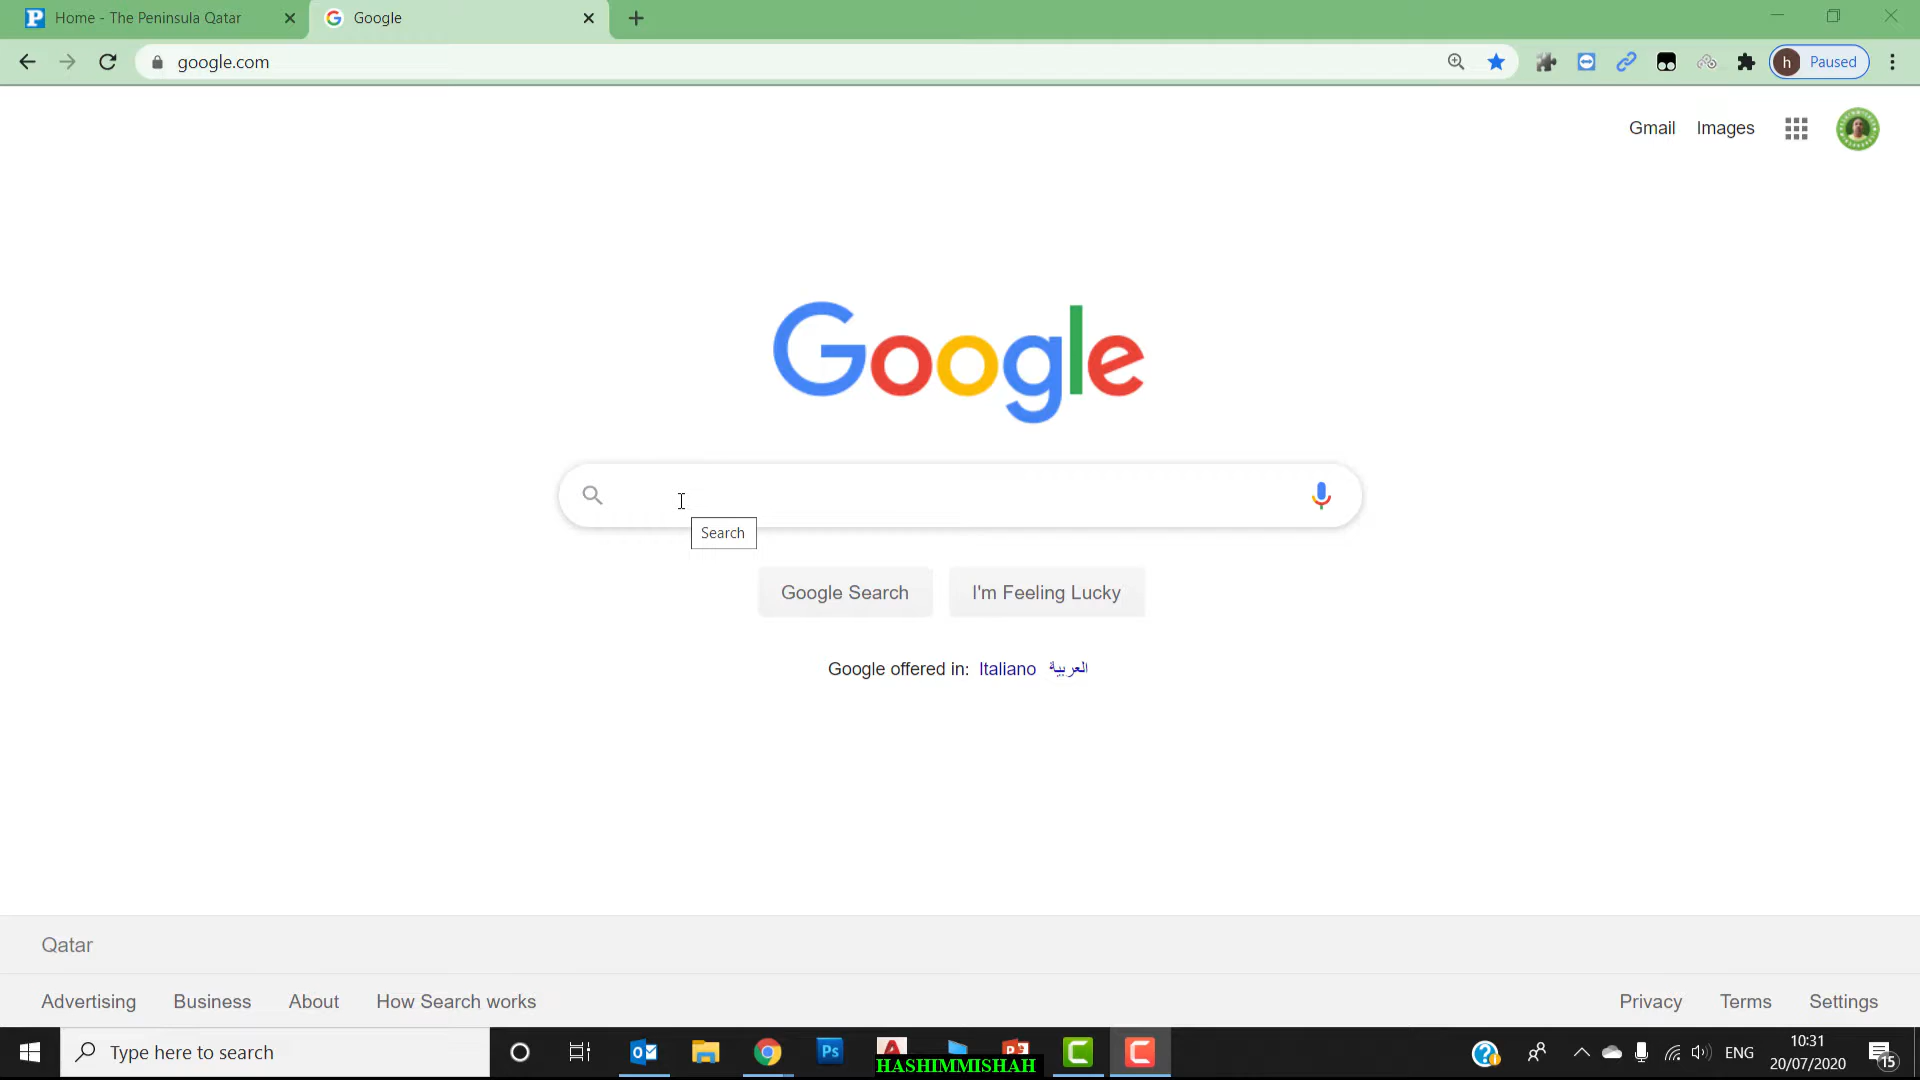 Home - The Peninsula Qatar
Google
google.com
h Paused
Gmail Images
Google
Search
Google Search I'm Feeling Lucky
Google offered in: Italiano العربية
Qatar
Advertising Business About How Search works
Privacy Terms Settings
Type here to search
Ps
HASHIMMISHAH
ENG
10:31
20/07/2020
15